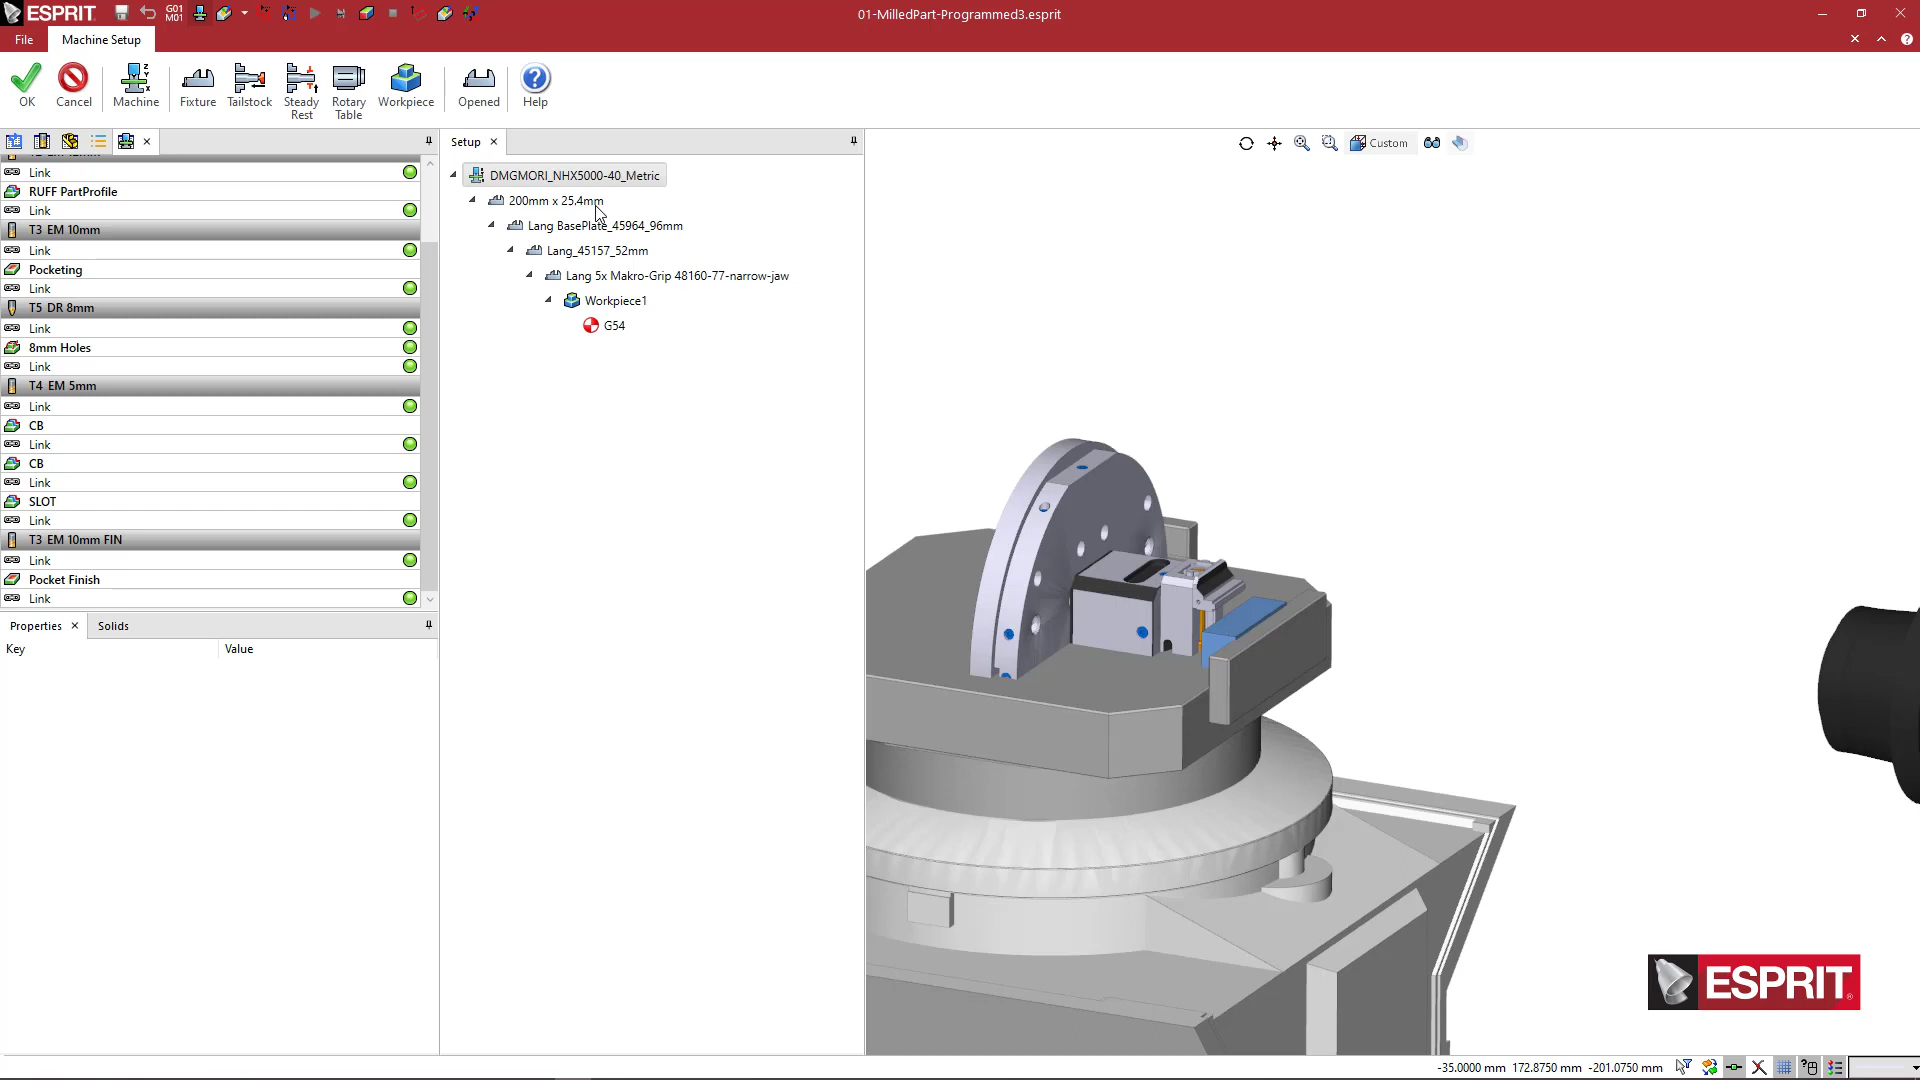 ESPRIT
G01
M01
01-MilledPart-Programmed3.esprit
File
Machine Setup
OK
Cancel
Machine
Fixture
Tailstock
Steady
Rest
Rotary
Table
Workpiece
Opened
Help
Setup
Custom
Link
RUFF PartProfile
Link
T3 EM 10mm
Link
Pocketing
Link
T5 DR 8mm
Link
8mm Holes
Link
T4 EM 5mm
Link
CB
Link
CB
Link
SLOT
Link
T3 EM 10mm FIN
Link
Pocket Finish
Link
DMGMORI_NHX5000-40_Metric
200mm x 25.4mm
Lang BasePlate_45964_96mm
Lang_45157_52mm
Lang 5x Makro-Grip 48160-77-narrow-jaw
Workpiece1
G54
Properties
Solids
Key
Value
ESPRIT
-35.0000 mm 172.8750 mm -201.0750 mm